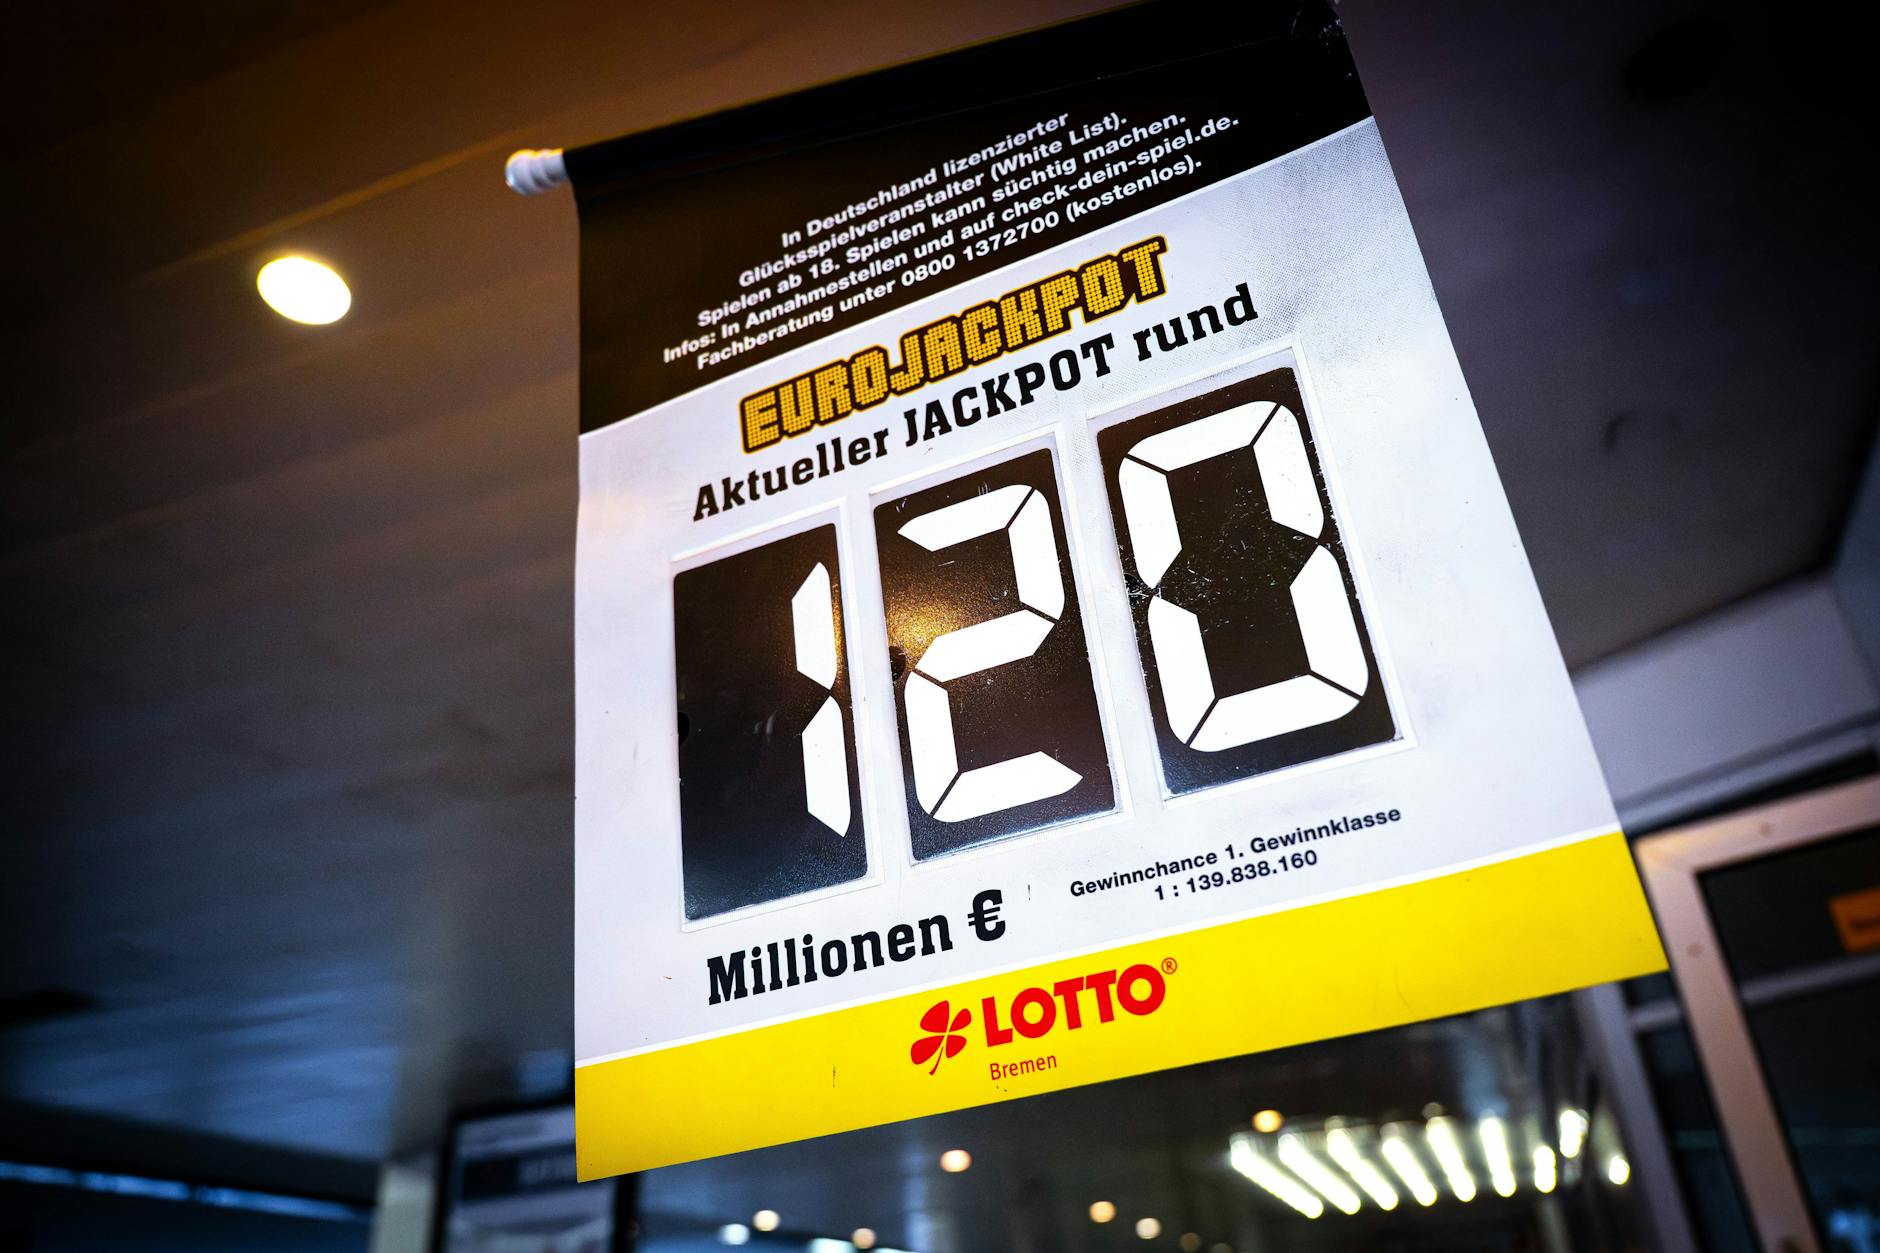 In Deutschland lizenzierter
Glücksspielveranstalter (White List).
Spielen ab 18. Spielen kann süchtig machen.
Infos: In Annahmestellen und auf check-dein-spiel.de.
Fachberatung unter 0800 1372700 (kostenlos).
EUROJACKPOT
Aktueller JACKPOT rund
120
Millionen €
Gewinnchance 1. Gewinnklasse
1 : 139.838.160
LOTTO®
Bremen